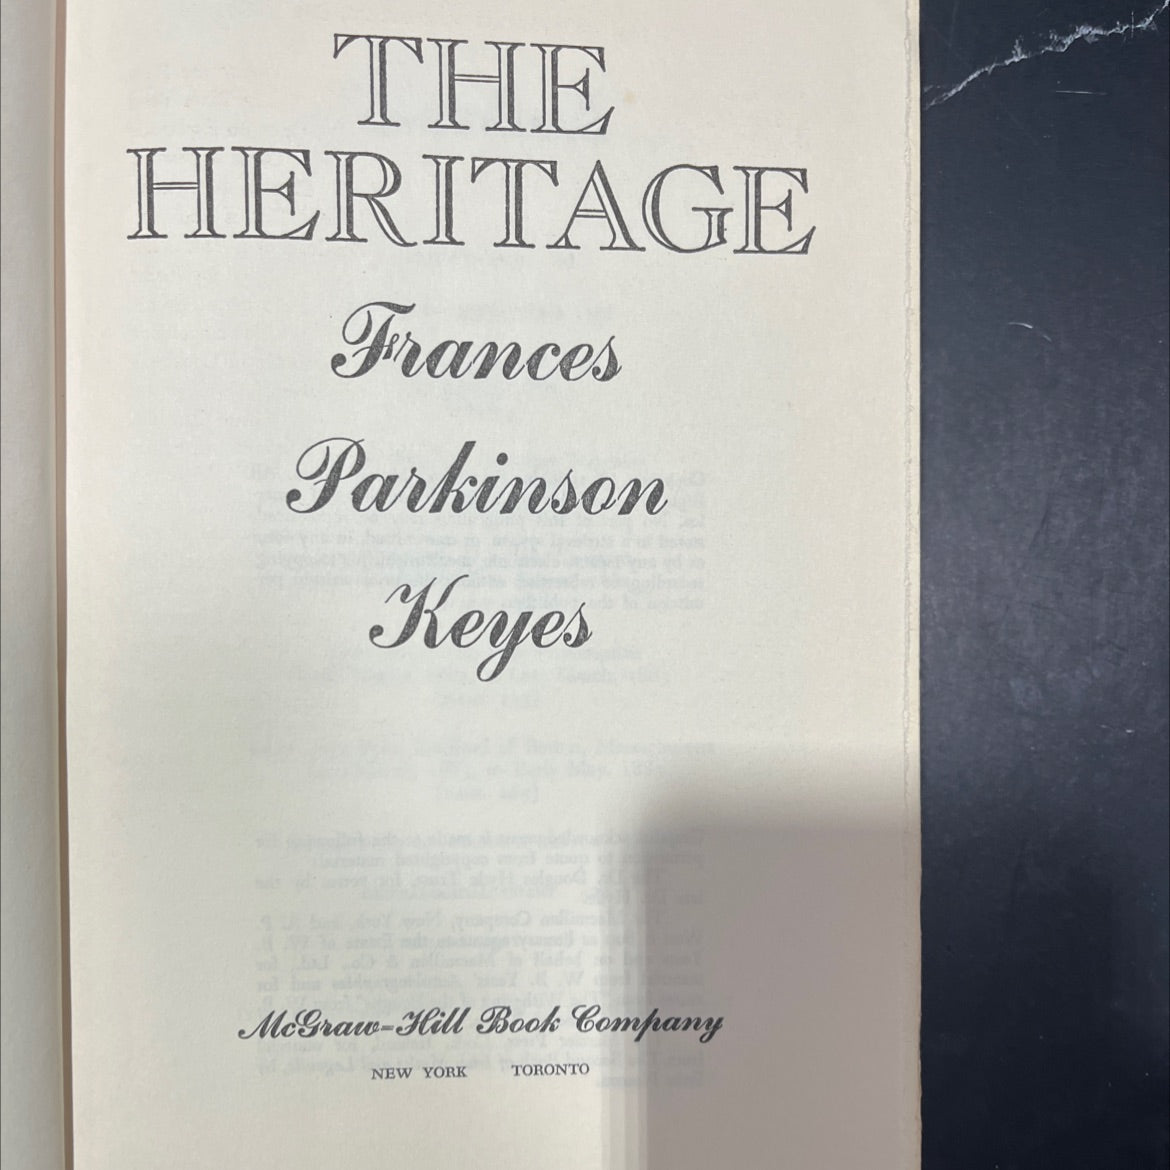 THE
HERITAGE
Frances
Parkinson
Keyes
McGraw-Hill Book Company
NEW YORK TORONTO